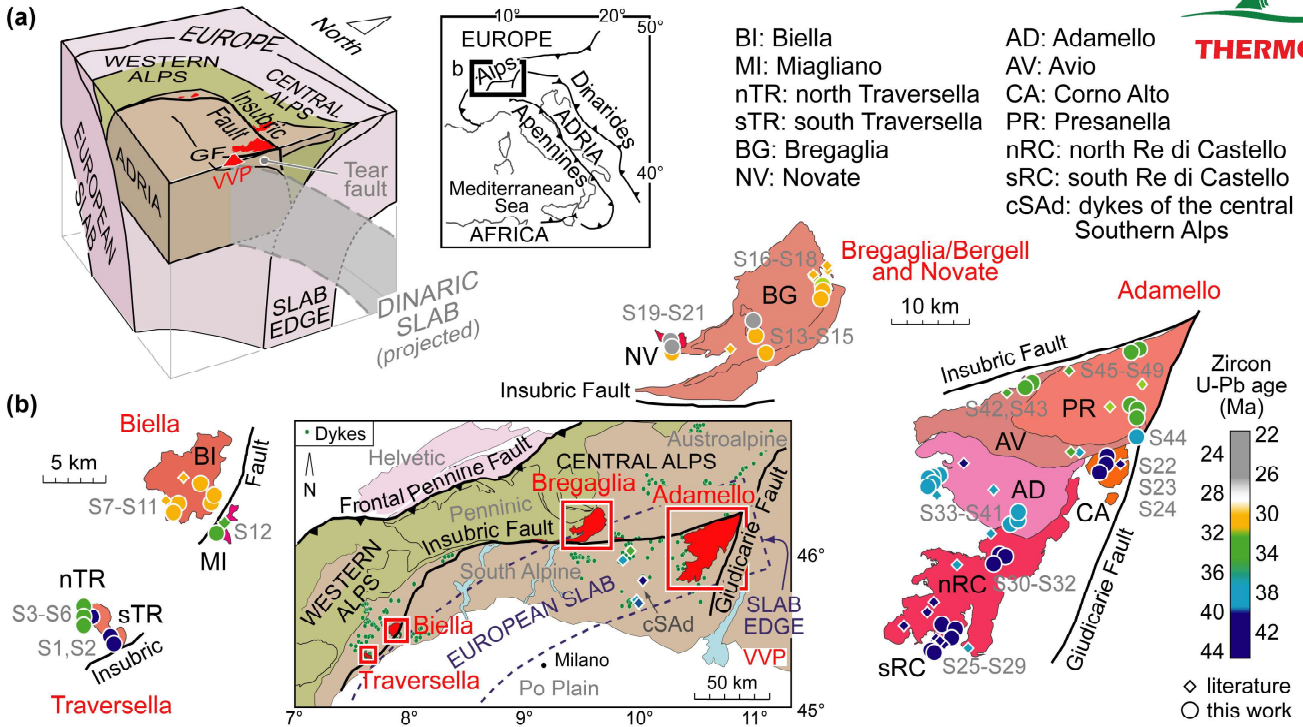 (a)
North
EUROPE
WESTERN
ALPS
CENTRAL
ALPS
Insubric
Fault
GF
VVP
Tear
fault
ADRIA
EUROPEAN
SLAB
SLAB
EDGE
DINARIC
SLAB
(projected)
10°
20°
50°
40°
EUROPE
b
Alps
Dinarides
ADRIA
Apennines
Mediterranean
Sea
AFRICA
BI: Biella
MI: Miagliano
nTR: north Traversella
sTR: south Traversella
BG: Bregaglia
NV: Novate
AD: Adamello
AV: Avio
CA: Corno Alto
PR: Presanella
nRC: north Re di Castello
sRC: south Re di Castello
cSAd: dykes of the central
Southern Alps
Bregaglia/Bergell
and Novate
S16-S18
BG
S19-S21
S13-S15
NV
Insubric Fault
10 km
Adamello
Insubric Fault
S45-S49
S42,S43
PR
AV
S44
S22
S23
S24
AD
CA
S33-S41
nRC
S30-S32
sRC
S25-S29
Giudicarie Fault
Zircon
U-Pb age
(Ma)
22
24
26
28
30
32
34
36
38
40
42
44
literature
this work
(b)
Biella
5 km
BI
Fault
S7-S11
S12
MI
nTR
S3-S6
sTR
S1,S2
Insubric
Traversella
Dykes
N
Helvetic
Frontal Pennine Fault
Austroalpine
CENTRAL ALPS
Bregaglia
Adamello
Penninic
Insubric Fault
WESTERN
ALPS
South Alpine
Giudicarie Fault
46°
EUROPEAN SLAB
cSAd
SLAB
EDGE
Biella
Traversella
Milano
Po Plain
VVP
50 km
7°
8°
9°
10°
11°
45°